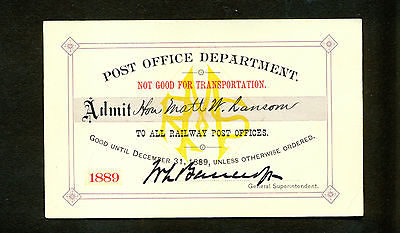 POST OFFICE DEPARTMENT.
NOT GOOD FOR TRANSPORTATION.
Admit Hon Matt W. Ransom
TO ALL RAILWAY POST OFFICES.
GOOD UNTIL DECEMBER 31, 1889, UNLESS OTHERWISE ORDERED.
1889
General Superintendent.